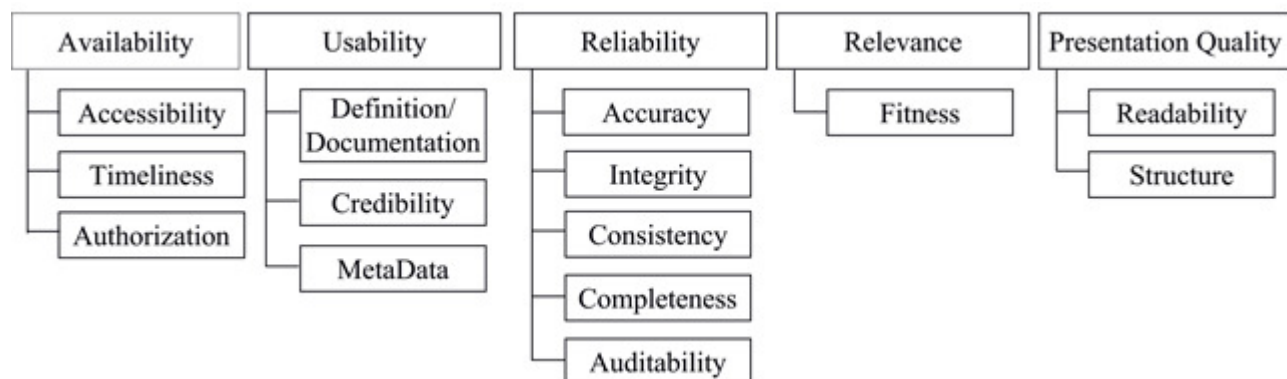 Availability
Accessibility
Timeliness
Authorization
Usability
Definition/
Documentation
Credibility
MetaData
Reliability
Accuracy
Integrity
Consistency
Completeness
Auditability
Relevance
Fitness
Presentation Quality
Readability
Structure